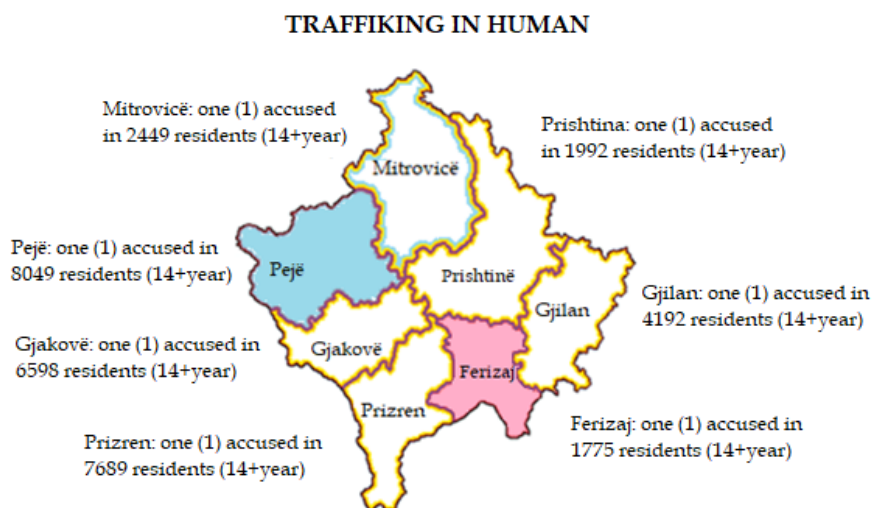 TRAFFIKING IN HUMAN
Mitrovicë: one (1) accused
in 2449 residents (14+year)
Prishtina: one (1) accused
in 1992 residents (14+year)
Mitrovicë
Pejë: one (1) accused in
8049 residents (14+year)
Pejë
Prishtinë
Gjilan: one (1) accused in
4192 residents (14+year)
Gjilan
Gjakovë: one (1) accused in
6598 residents (14+year)
Gjakovë
Ferizaj
Prizren
Ferizaj: one (1) accused in
1775 residents (14+year)
Prizren: one (1) accused in
7689 residents (14+year)